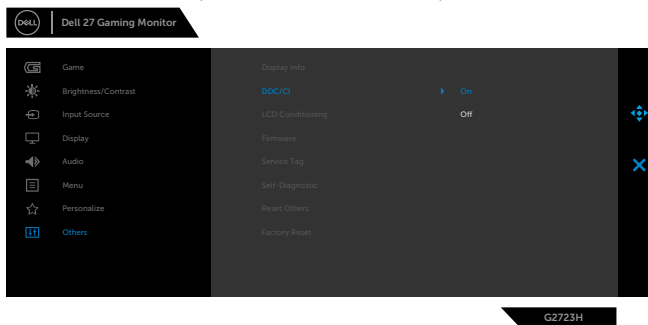 DELL
Dell 27 Gaming Monitor
Game
Display Info
Brightness/Contrast
DDC/CI
On
Input Source
LCD Conditioning
Off
Display
Firmware
Audio
Service Tag
Menu
Self-Diagnostic
Personalize
Reset Others
Others
Factory Reset
G2723H